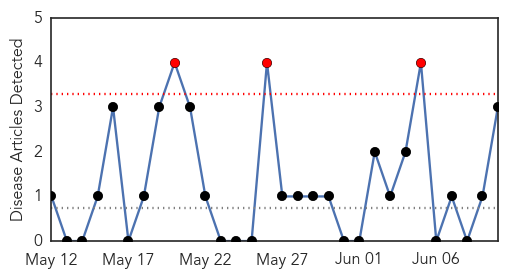 Disease Articles Detected
5
4
3
2
1
0
May 12
May 17
May 22
May 27
Jun 01
Jun 06